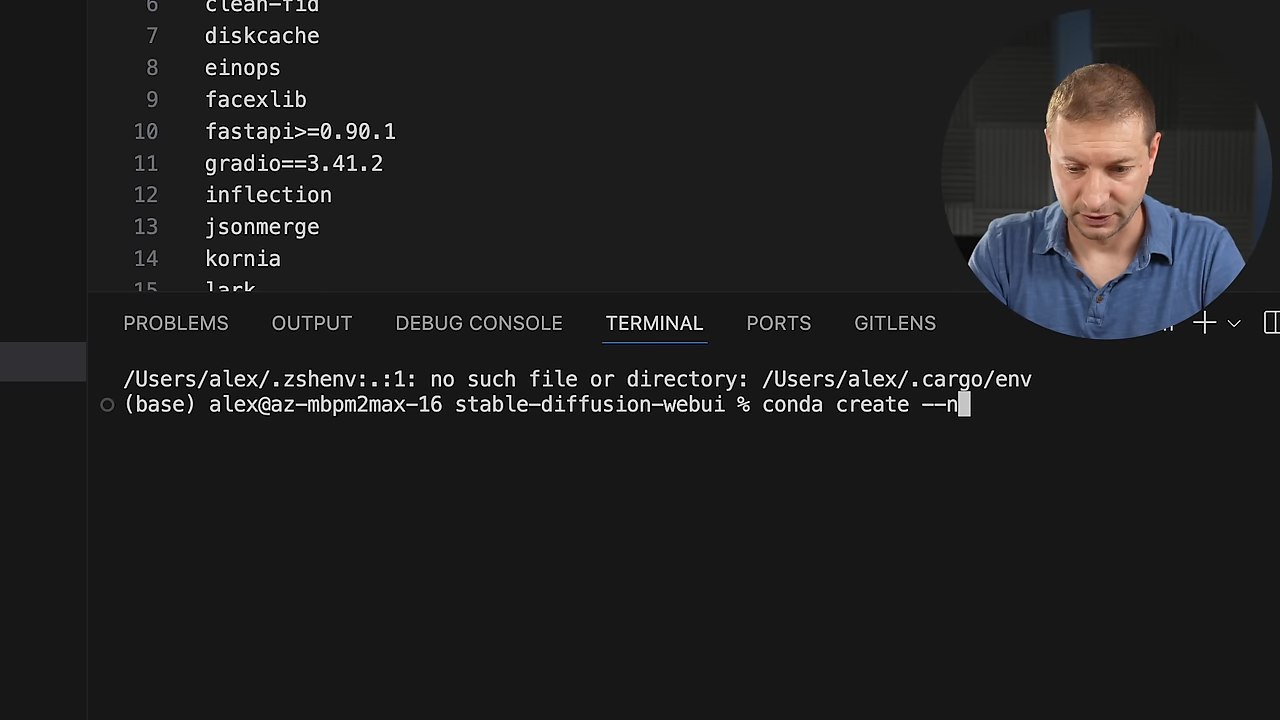 6 clean-fid
7 diskcache
8 einops
9 facexlib
10 fastapi>=0.90.1
11 gradio==3.41.2
12 inflection
13 jsonmerge
14 kornia
15 lark
PROBLEMS OUTPUT DEBUG CONSOLE TERMINAL PORTS GITLENS
/Users/alex/.zshenv:.:1: no such file or directory: /Users/alex/.cargo/env
(base) alex@az-mbpm2max-16 stable-diffusion-webui % conda create --n